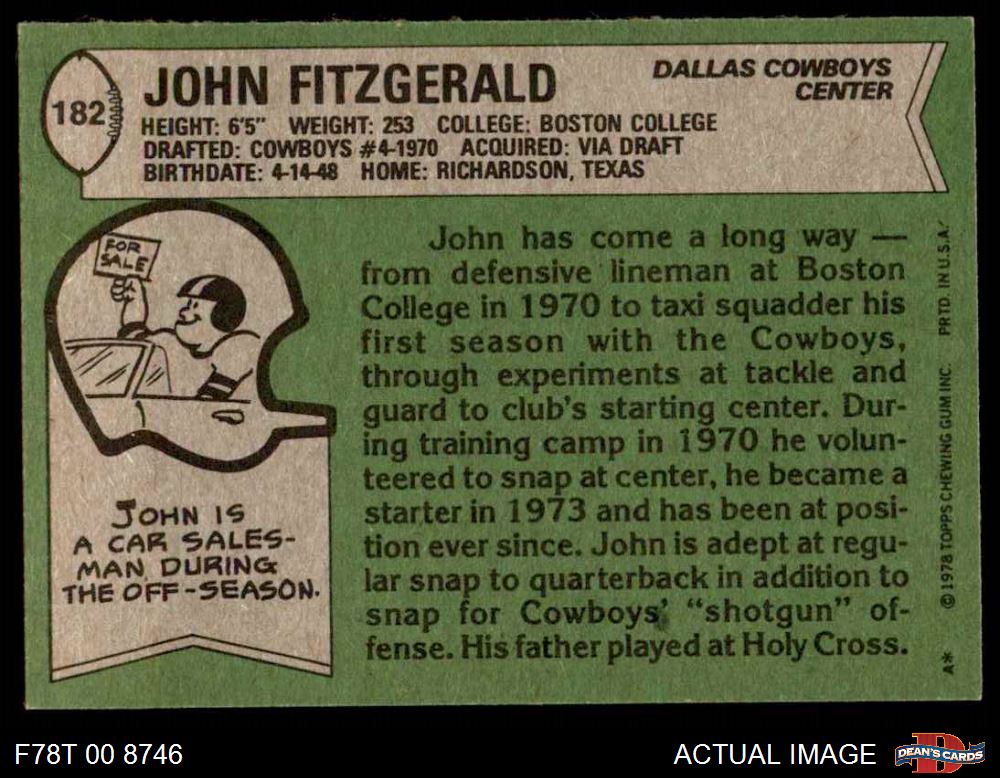 182
JOHN FITZGERALD
DALLAS COWBOYS
CENTER
HEIGHT: 6'5" WEIGHT: 253 COLLEGE: BOSTON COLLEGE
DRAFTED: COWBOYS #4-1970 ACQUIRED: VIA DRAFT
BIRTHDATE: 4-14-48 HOME: RICHARDSON, TEXAS
FOR
SALE
JOHN IS
A CAR SALES-
MAN DURING
THE OFF-SEASON.
John has come a long way —
from defensive lineman at Boston
College in 1970 to taxi squadder his
first season with the Cowboys,
through experiments at tackle and
guard to club's starting center. Dur-
ing training camp in 1970 he volun-
teered to snap at center, he became a
starter in 1973 and has been at posi-
tion ever since. John is adept at regu-
lar snap to quarterback in addition to
snap for Cowboys' "shotgun" of-
fense. His father played at Holy Cross.
A* © 1978 TOPPS CHEWING GUM INC. PRTD. IN U.S.A.
F78T 00 8746
ACTUAL IMAGE
D
DEAN'S CARDS